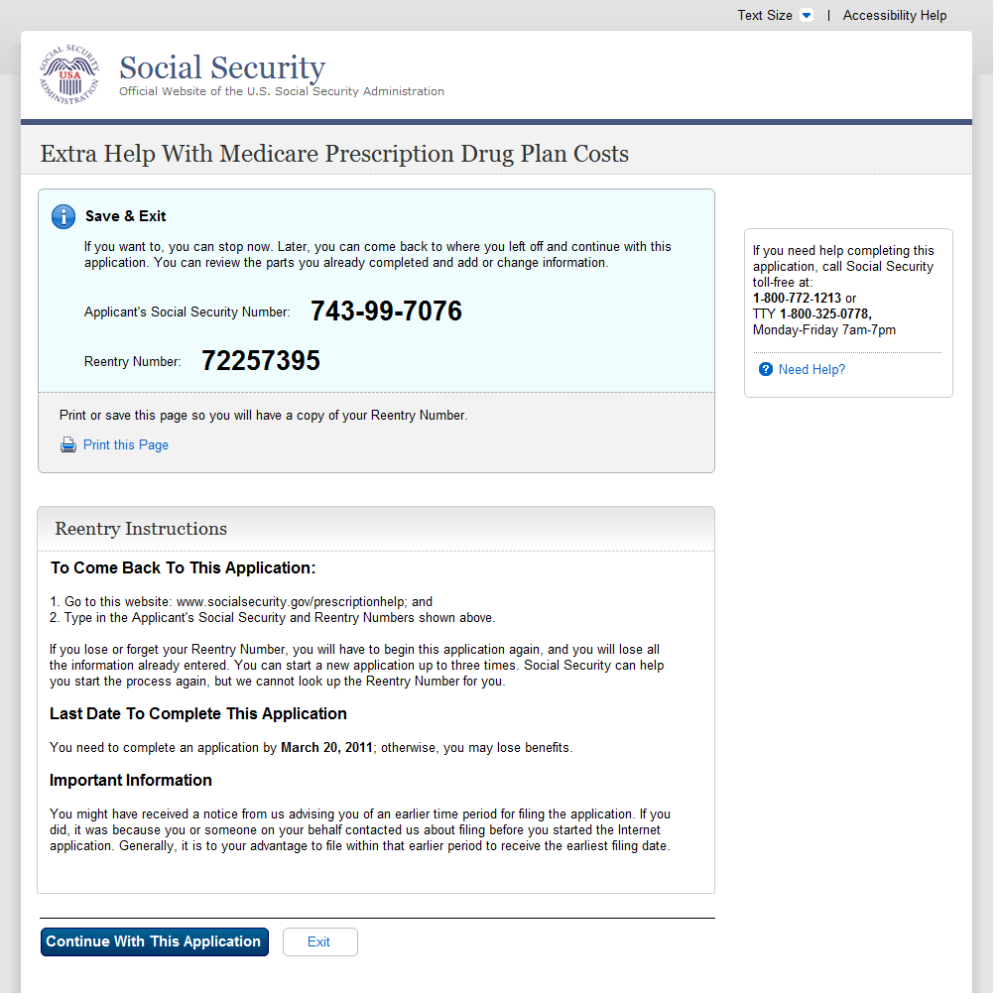 Text Size | Accessibility Help
SOCIAL SECURITY ADMINISTRATION
USA
Social Security
Official Website of the U.S. Social Security Administration
Extra Help With Medicare Prescription Drug Plan Costs
Save & Exit
If you want to, you can stop now. Later, you can come back to where you left off and continue with this
application. You can review the parts you already completed and add or change information.
Applicant's Social Security Number: 743-99-7076
Reentry Number: 72257395
Print or save this page so you will have a copy of your Reentry Number.
Print this Page
If you need help completing this
application, call Social Security
toll-free at:
1-800-772-1213 or
TTY 1-800-325-0778,
Monday-Friday 7am-7pm
Need Help?
Reentry Instructions
To Come Back To This Application:
1. Go to this website: www.socialsecurity.gov/prescriptionhelp; and
2. Type in the Applicant's Social Security and Reentry Numbers shown above.
If you lose or forget your Reentry Number, you will have to begin this application again, and you will lose all
the information already entered. You can start a new application up to three times. Social Security can help
you start the process again, but we cannot look up the Reentry Number for you.
Last Date To Complete This Application
You need to complete an application by March 20, 2011; otherwise, you may lose benefits.
Important Information
You might have received a notice from us advising you of an earlier time period for filing the application. If you
did, it was because you or someone on your behalf contacted us about filing before you started the Internet
application. Generally, it is to your advantage to file within that earlier period to receive the earliest filing date.
Continue With This Application
Exit